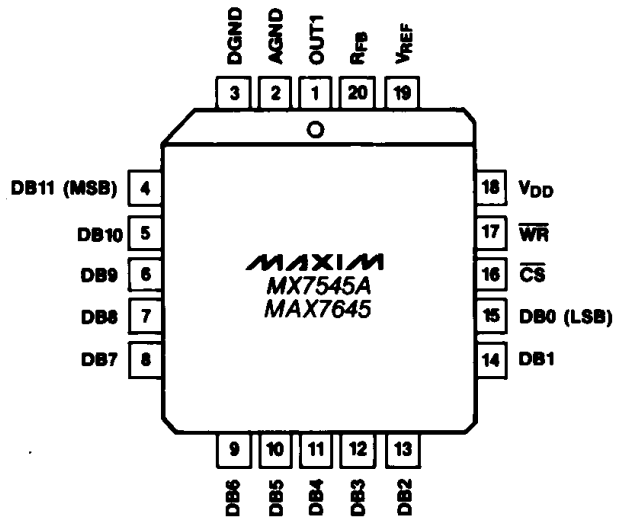 DGND AGND OUT1 RFB VREF
3 2 1 20 19
DB11 (MSB) 4
18 VDD
DB10 5
17 W̅R̅
DB9 6
16 C̅S̅
MAXIM
MX7545A
MAX7645
DB8 7
15 DB0 (LSB)
DB7 8
14 DB1
9 10 11 12 13
DB6 DB5 DB4 DB3 DB2